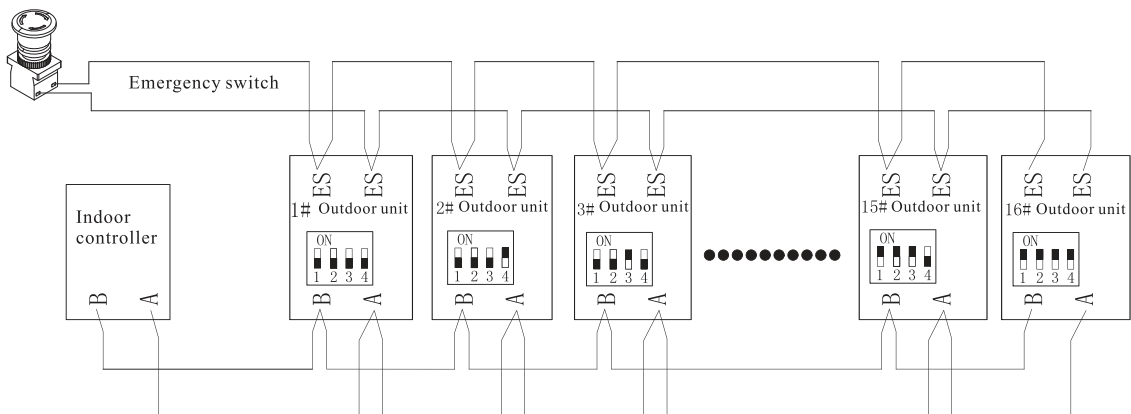 Emergency switch
Indoor
controller
B A
ES ES
1# Outdoor unit
ON
1 2 3 4
B A
ES ES
2# Outdoor unit
ON
1 2 3 4
B A
ES ES
3# Outdoor unit
ON
1 2 3 4
B A
ES ES
15# Outdoor unit
ON
1 2 3 4
B A
ES ES
16# Outdoor unit
ON
1 2 3 4
B A